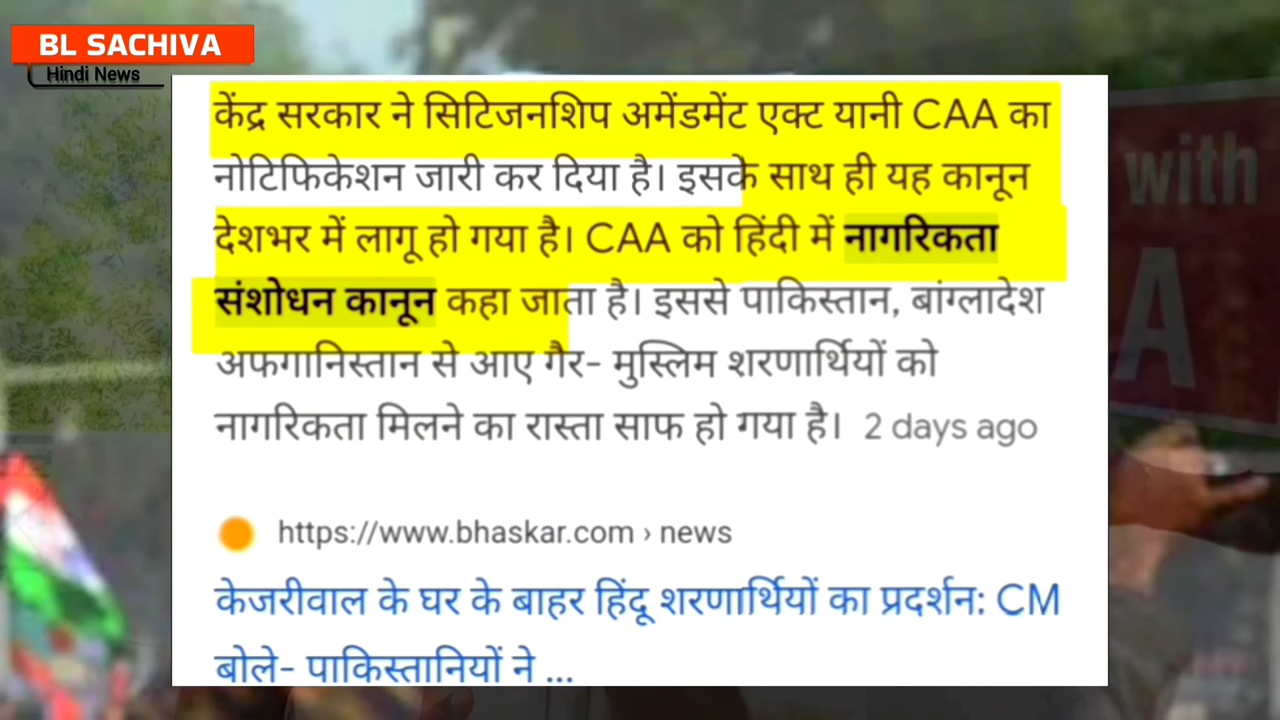 BL SACHIVA
Hindi News
केंद्र सरकार ने सिटिजनशिप अमेंडमेंट एक्ट यानी CAA का
नोटिफिकेशन जारी कर दिया है। इसके साथ ही यह कानून
देशभर में लागू हो गया है। CAA को हिंदी में नागरिकता
संशोधन कानून कहा जाता है। इससे पाकिस्तान, बांग्लादेश
अफगानिस्तान से आए गैर- मुस्लिम शरणार्थियों को
नागरिकता मिलने का रास्ता साफ हो गया है। 2 days ago
https://www.bhaskar.com › news
केजरीवाल के घर के बाहर हिंदू शरणार्थियों का प्रदर्शन: CM
बोले- पाकिस्तानियों ने ...
with
A